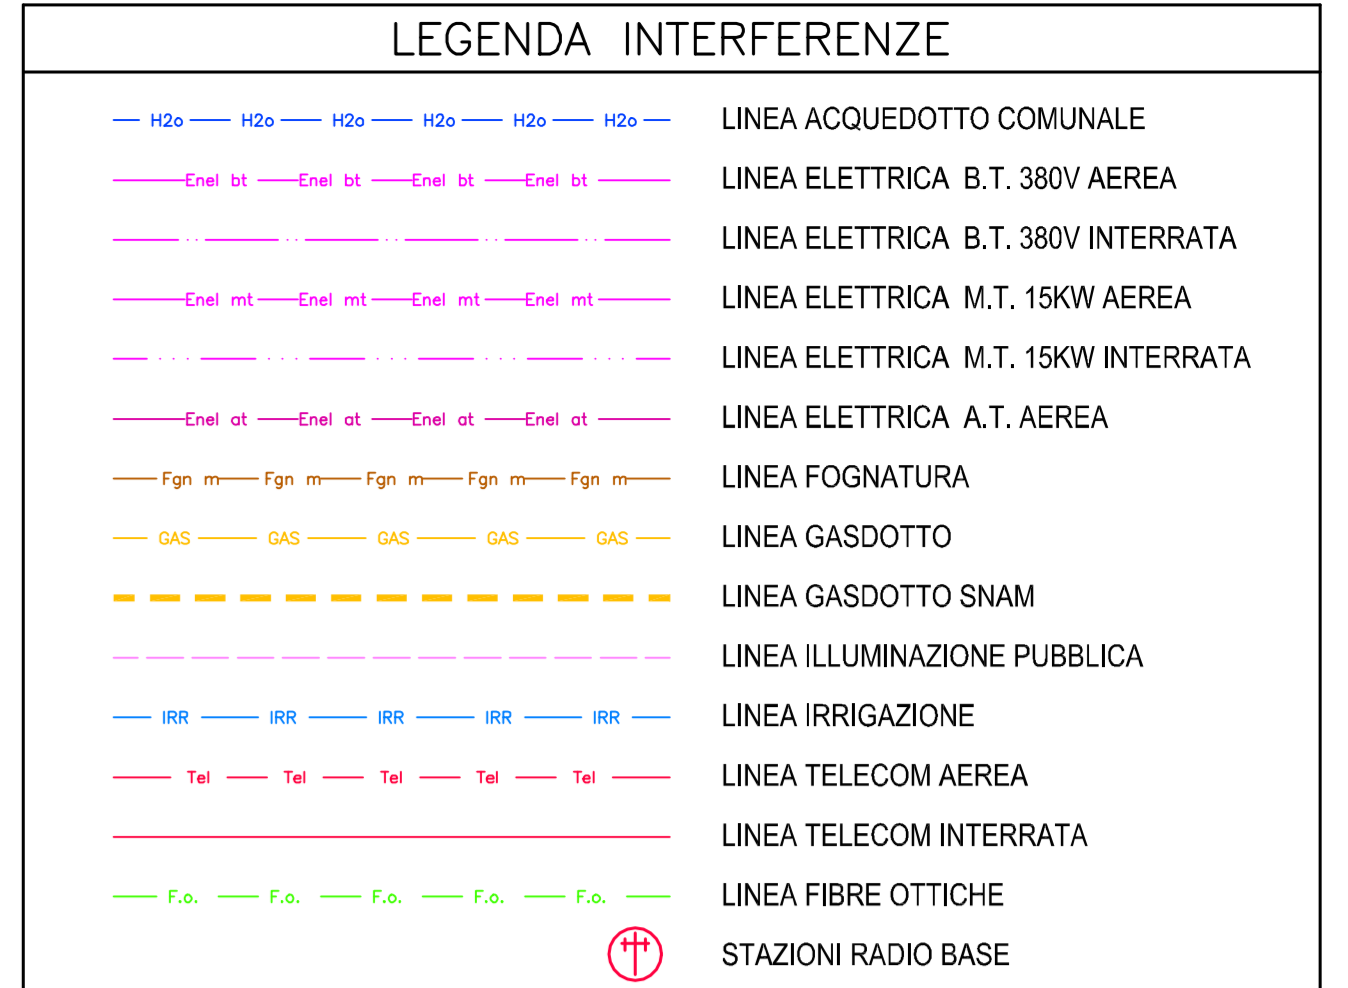 LEGENDA INTERFERENZE
H2o H2o H2o H2o H2o H2o LINEA ACQUEDOTTO COMUNALE
Enel bt Enel bt Enel bt Enel bt LINEA ELETTRICA B.T. 380V AEREA
LINEA ELETTRICA B.T. 380V INTERRATA
Enel mt Enel mt Enel mt Enel mt LINEA ELETTRICA M.T. 15KW AEREA
LINEA ELETTRICA M.T. 15KW INTERRATA
Enel at Enel at Enel at Enel at LINEA ELETTRICA A.T. AEREA
Fgn m Fgn m Fgn m Fgn m Fgn m LINEA FOGNATURA
GAS GAS GAS GAS GAS LINEA GASDOTTO
LINEA GASDOTTO SNAM
LINEA ILLUMINAZIONE PUBBLICA
IRR IRR IRR IRR IRR LINEA IRRIGAZIONE
Tel Tel Tel Tel Tel LINEA TELECOM AEREA
LINEA TELECOM INTERRATA
F.o. F.o. F.o. F.o. F.o. LINEA FIBRE OTTICHE
STAZIONI RADIO BASE